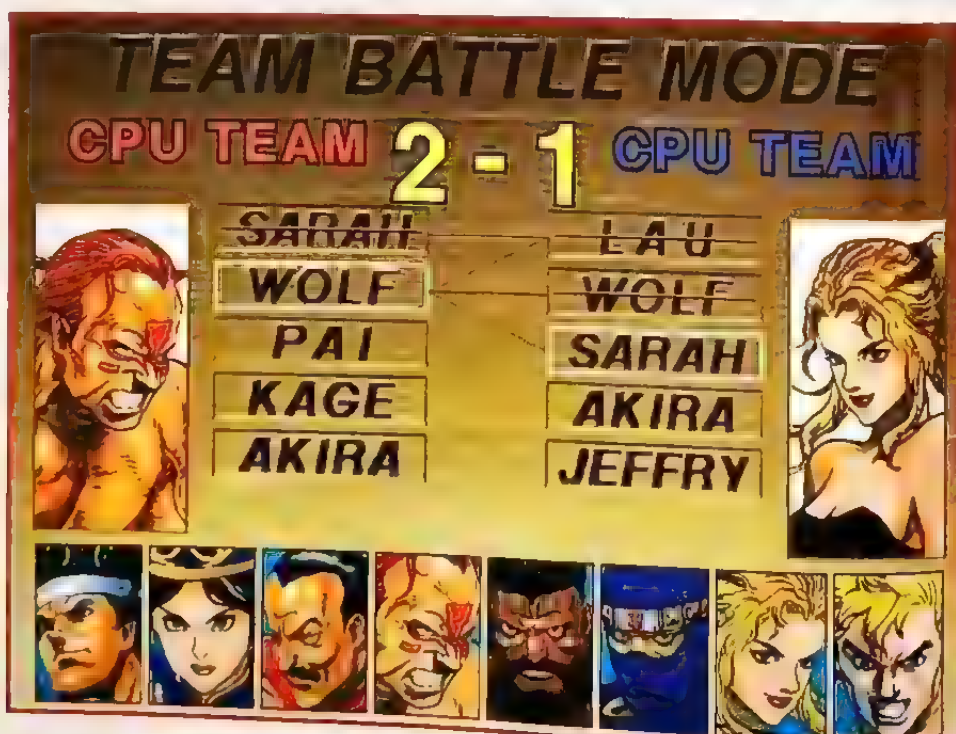 TEAM BATTLE MODE
CPU TEAM 2 - 1 CPU TEAM
SARAH LAU
WOLF WOLF
PAI SARAH
KAGE AKIRA
AKIRA JEFFRY